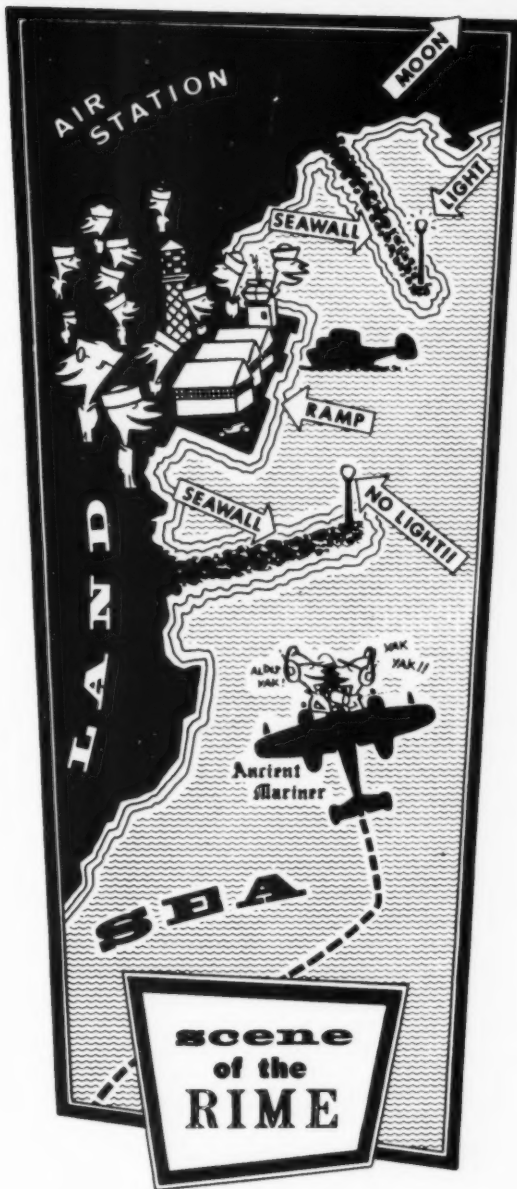 MOON
AIR
STATION
LIGHT
SEAWALL
RAMP
SEAWALL
NO LIGHT!!
LAND
YAK
YAK!!
YAK!
Ancient
Mariner
SEA
scene
of the
RIME